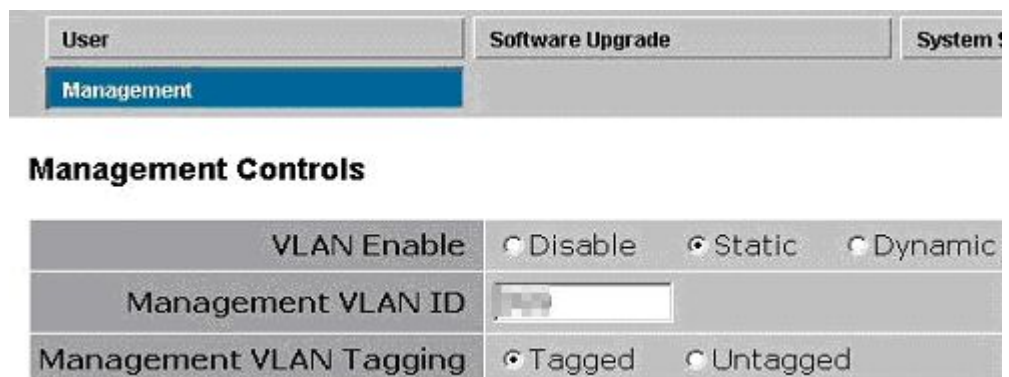 User Software Upgrade System
Management
Management Controls
VLAN Enable Disable Static Dynamic
Management VLAN ID
Management VLAN Tagging Tagged Untagged